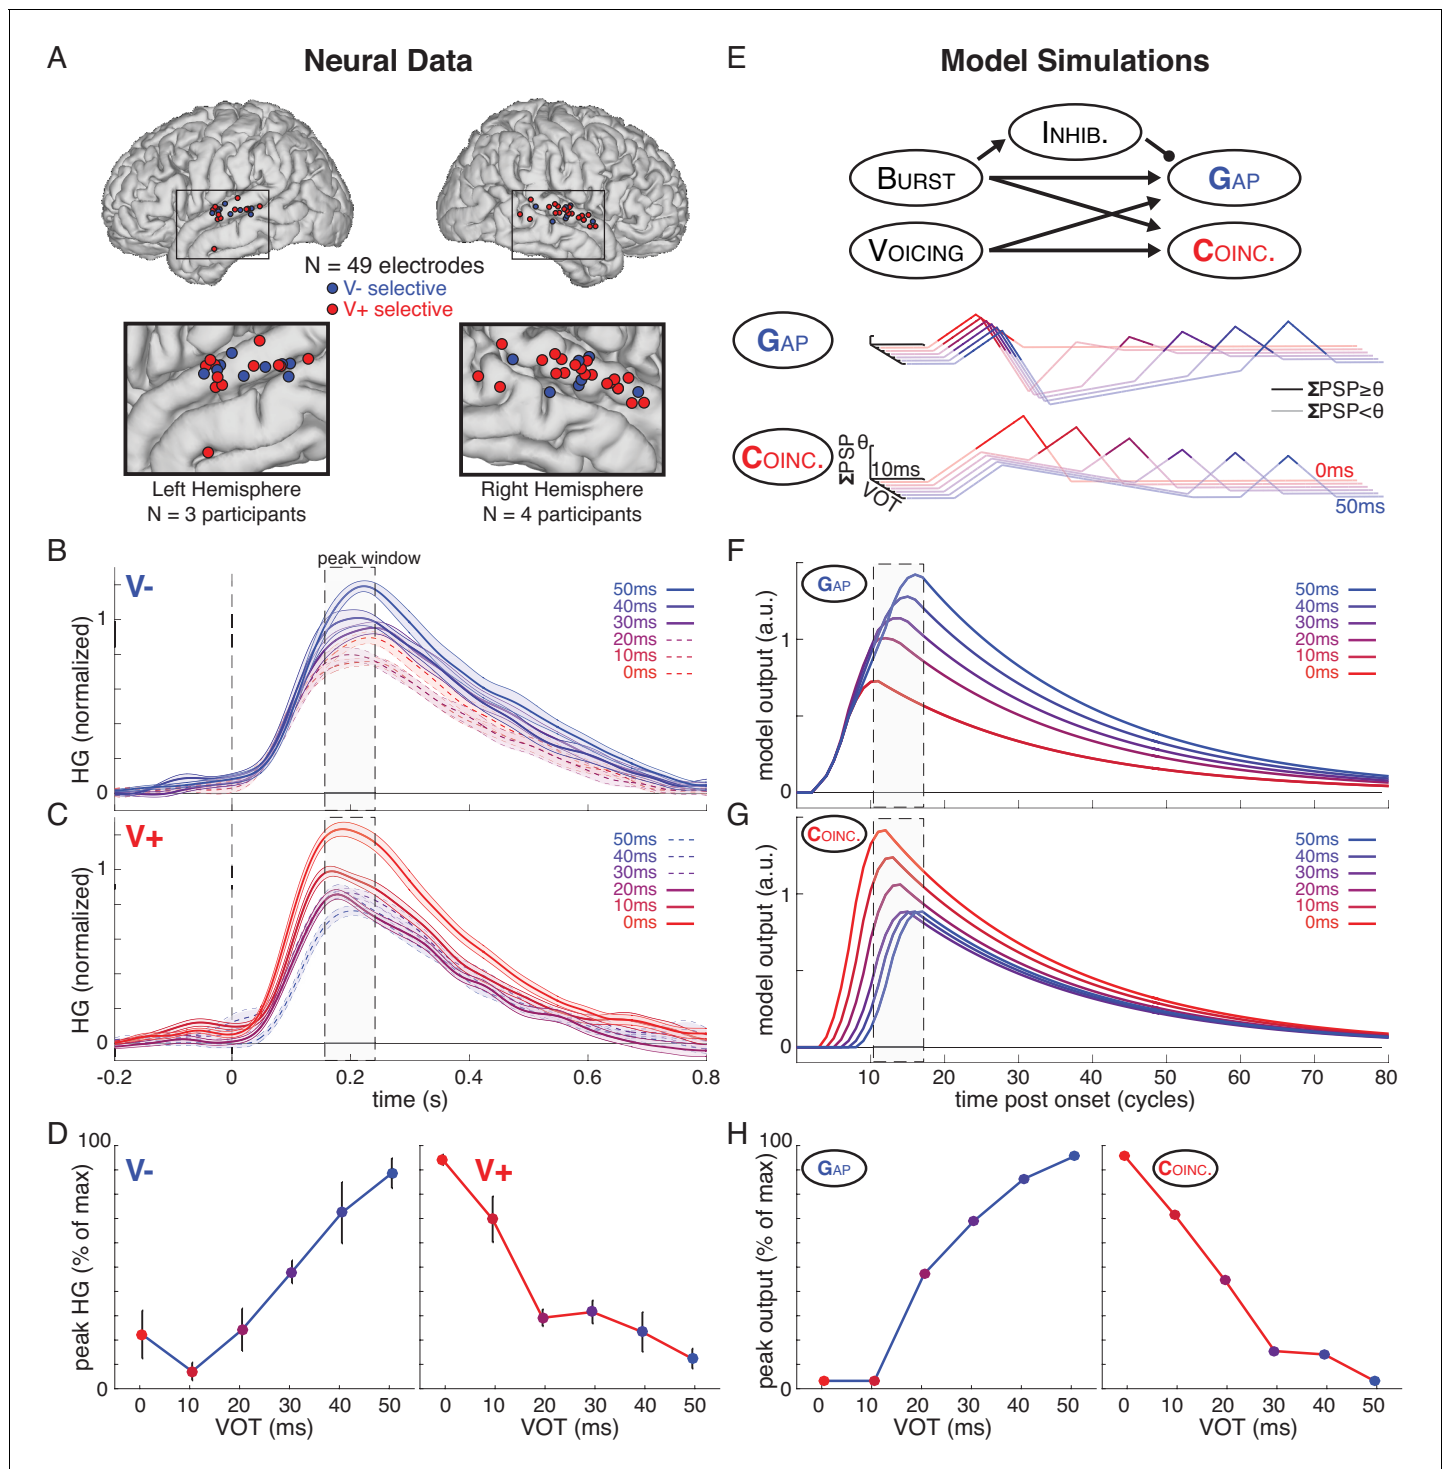 A
Neural Data
N = 49 electrodes
V- selective
V+ selective
Left Hemisphere
N = 3 participants
Right Hemisphere
N = 4 participants
B
V-
peak window
50ms
40ms
30ms
20ms
10ms
0ms
HG (normalized)
1
0
C
V+
50ms
40ms
30ms
20ms
10ms
0ms
HG (normalized)
1
0
-0.2 0 0.2 0.4 0.6 0.8
time (s)
D
V-
V+
peak HG (% of max)
100
0
0 10 20 30 40 50
VOT (ms)
0 10 20 30 40 50
VOT (ms)
E
Model Simulations
INHIB.
BURST
GAP
VOICING
COINC.
GAP
ΣPSP≥θ
ΣPSP<θ
COINC.
ΣPSP
θ
10ms
VOT
0ms
50ms
F
GAP
50ms
40ms
30ms
20ms
10ms
0ms
model output (a.u.)
1
0
G
COINC.
50ms
40ms
30ms
20ms
10ms
0ms
model output (a.u.)
1
0
10 20 30 40 50 60 70 80
time post onset (cycles)
H
GAP
COINC.
peak output (% of max)
100
0
0 10 20 30 40 50
VOT (ms)
0 10 20 30 40 50
VOT (ms)